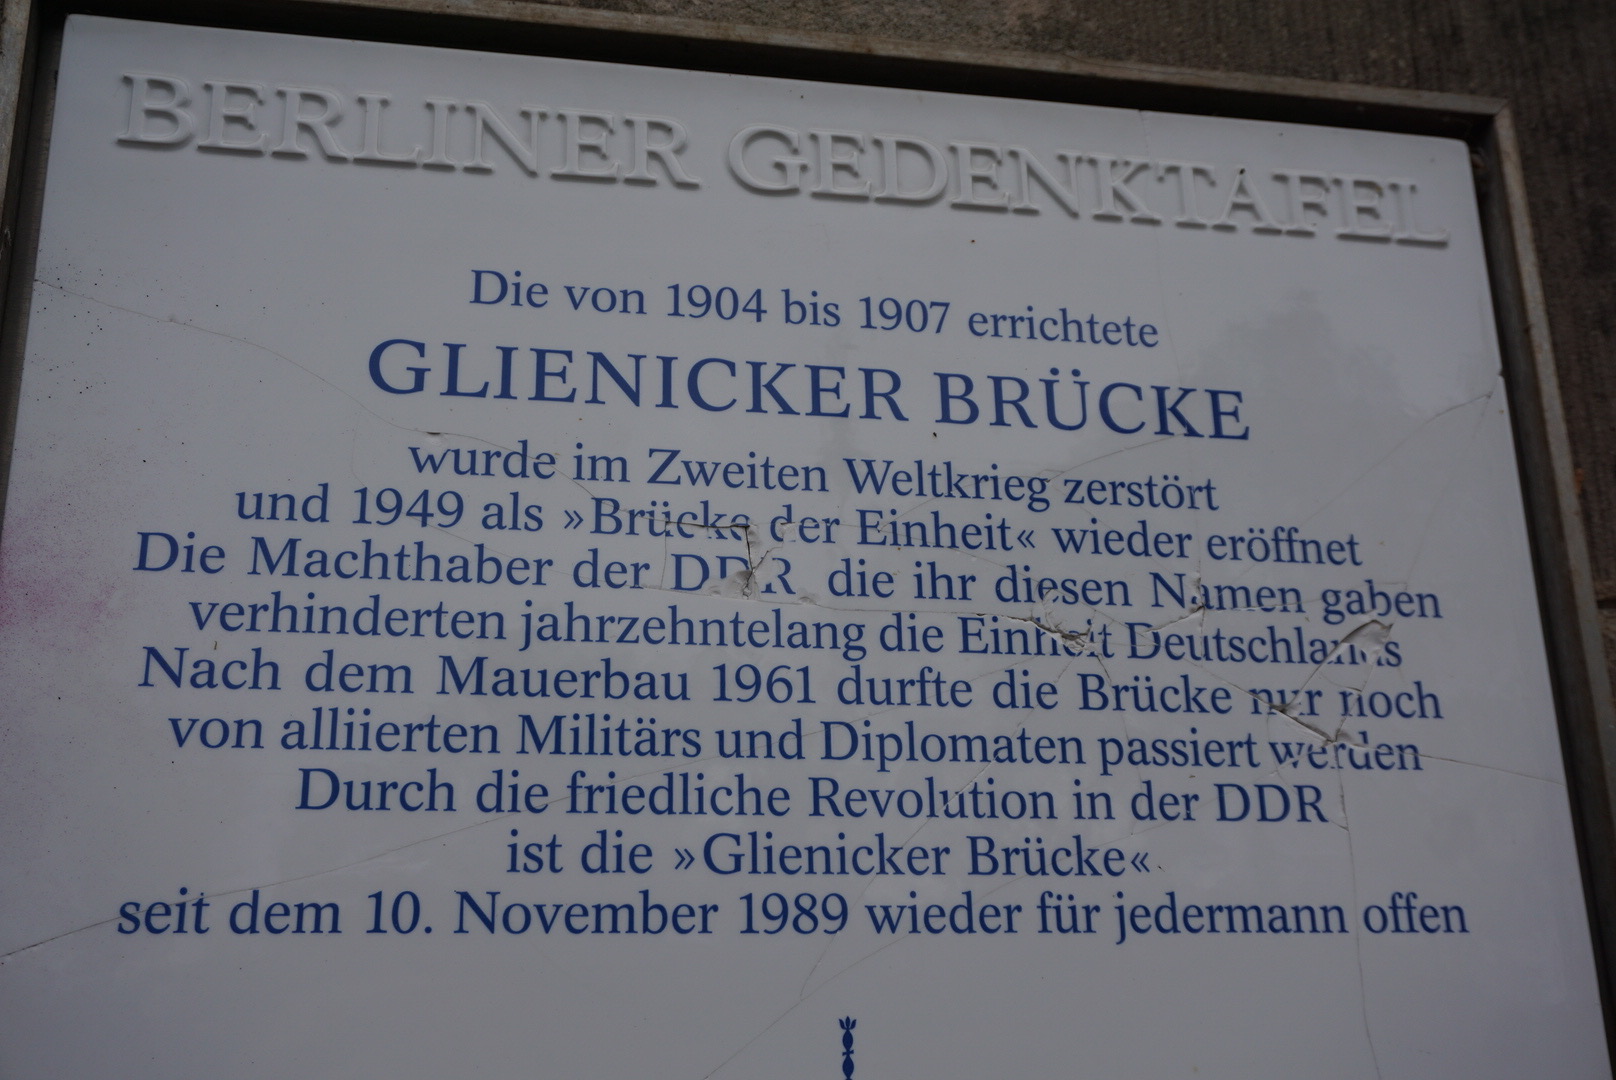 BERLINER GEDENKTAFEL
Die von 1904 bis 1907 errichtete
GLIENICKER BRÜCKE
wurde im Zweiten Weltkrieg zerstört
und 1949 als »Brücke der Einheit« wieder eröffnet
Die Machthaber der DDR die ihr diesen Namen gaben
verhinderten jahrzehntelang die Einheit Deutschlands
Nach dem Mauerbau 1961 durfte die Brücke nur noch
von alliierten Militärs und Diplomaten passiert werden
Durch die friedliche Revolution in der DDR
ist die »Glienicker Brücke«
seit dem 10. November 1989 wieder für jedermann offen